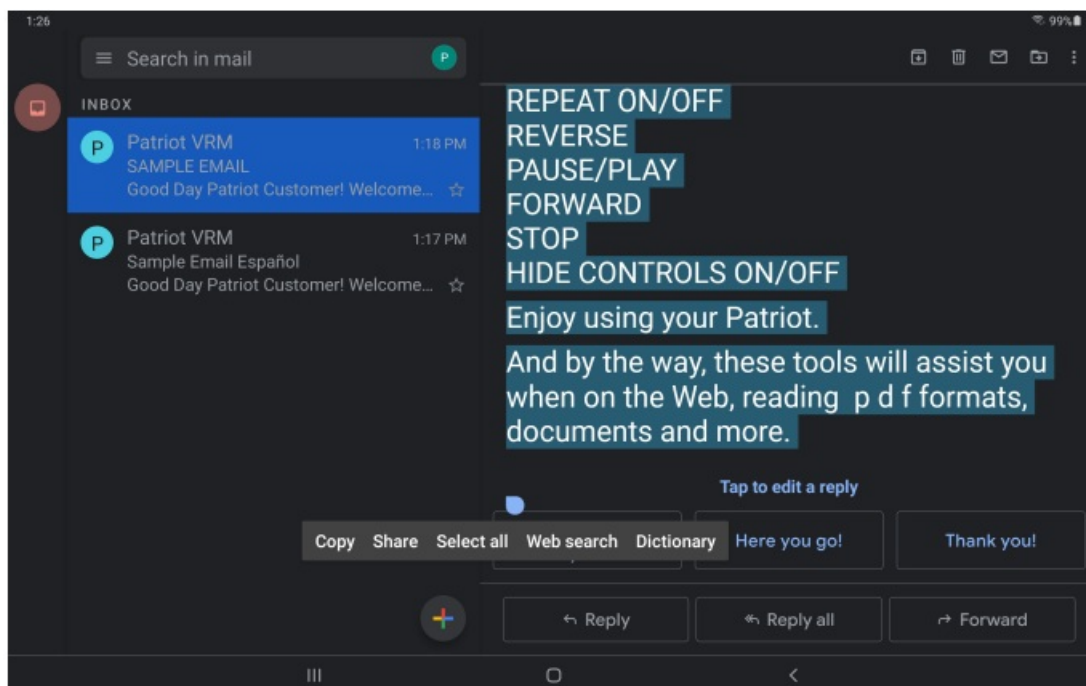 1:26
99%
Search in mail
P
INBOX
P
Patriot VRM 1:18 PM
SAMPLE EMAIL
Good Day Patriot Customer! Welcome...
P
Patriot VRM 1:17 PM
Sample Email Español
Good Day Patriot Customer! Welcome...
REPEAT ON/OFF
REVERSE
PAUSE/PLAY
FORWARD
STOP
HIDE CONTROLS ON/OFF
Enjoy using your Patriot.
And by the way, these tools will assist you
when on the Web, reading  p d f formats,
documents and more.
Tap to edit a reply
Copy Share Select all Web search Dictionary
Here you go!
Thank you!
Reply
Reply all
Forward